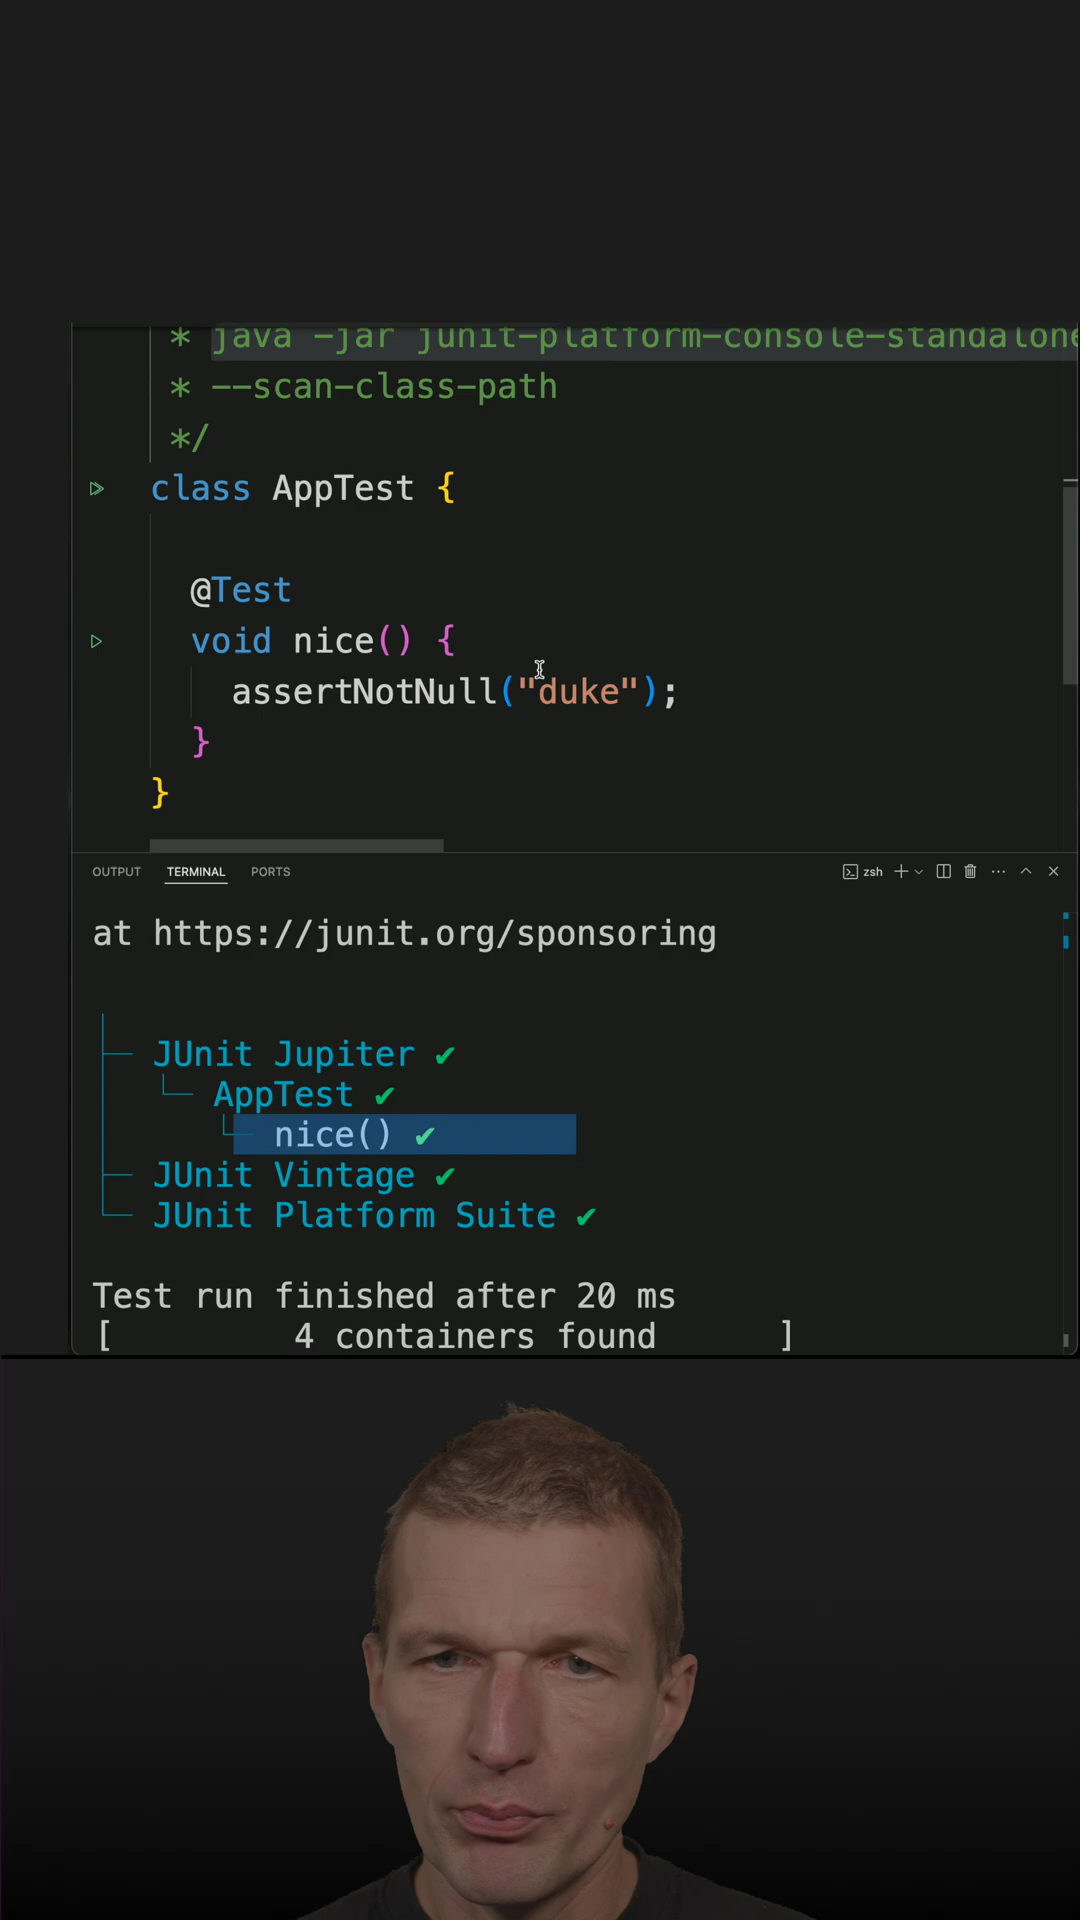 * java -jar junit-platform-console-standalone
* --scan-class-path
*/
class AppTest {
@Test
void nice() {
assertNotNull("duke");
}
}
OUTPUT TERMINAL PORTS zsh
at https://junit.org/sponsoring
JUnit Jupiter ✔
AppTest ✔
nice() ✔
JUnit Vintage ✔
JUnit Platform Suite ✔
Test run finished after 20 ms
[ 4 containers found ]